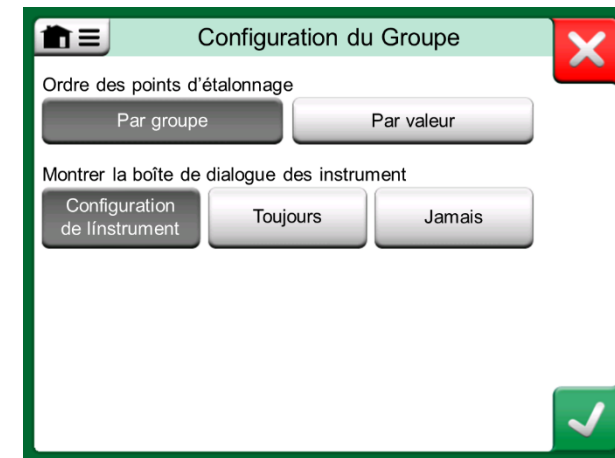 Configuration du Groupe
Ordre des points d'étalonnage
Par groupe
Par valeur
Montrer la boîte de dialogue des instrument
Configuration
de línstrument
Toujours
Jamais